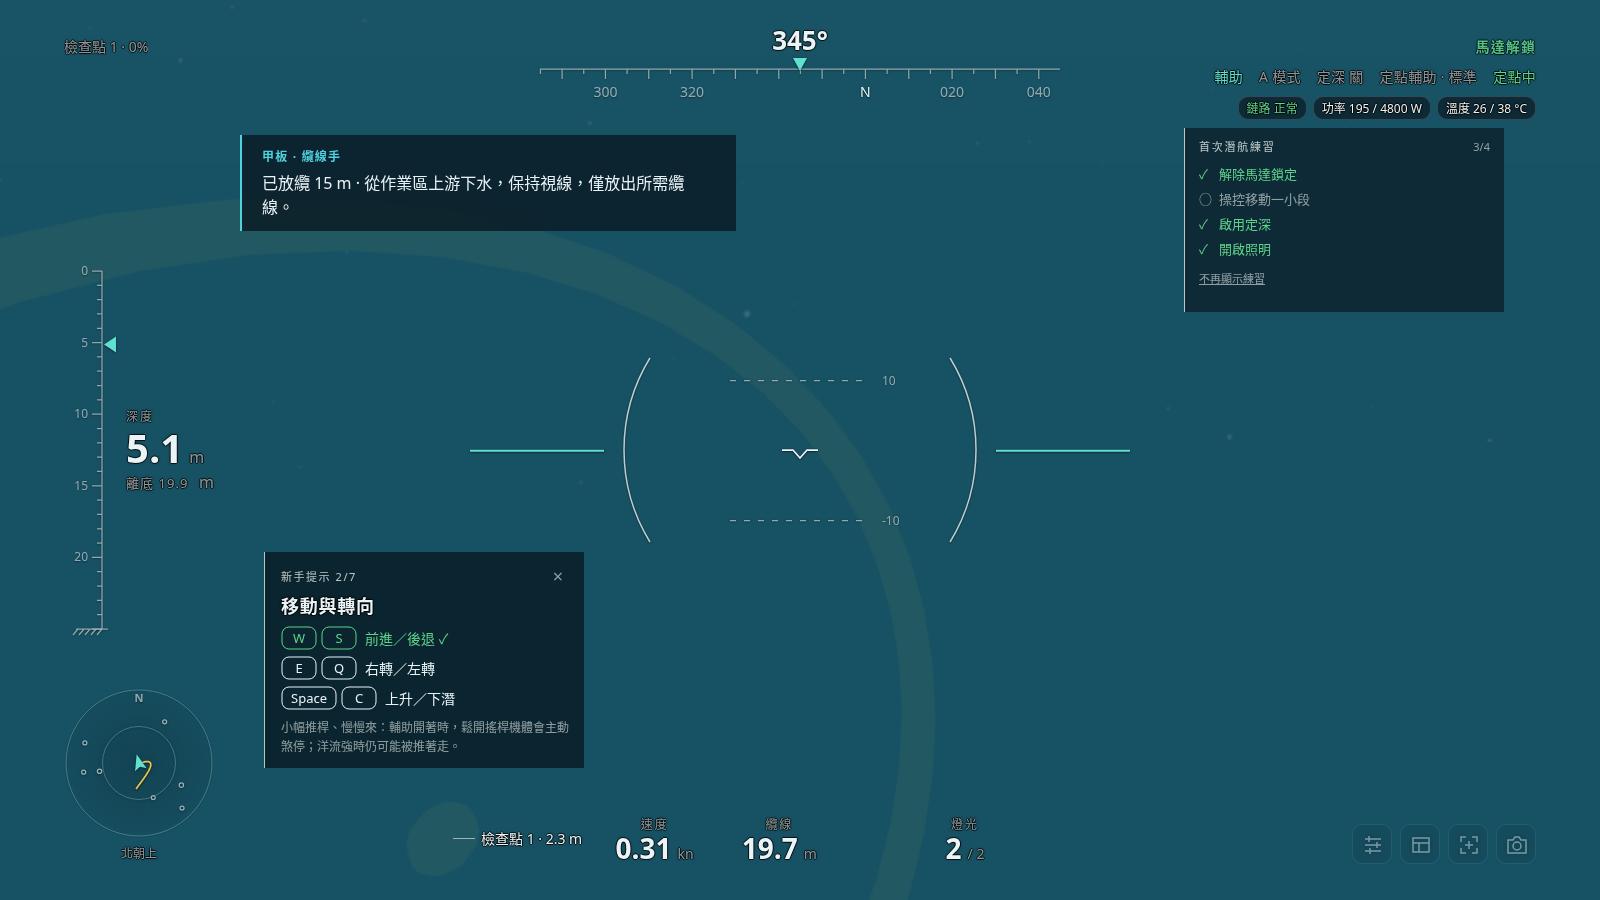 檢查點 1 · 0%
345°
300 320 N 020 040
馬達解鎖
輔助 A 模式 定深 關 定點輔助 · 標準 定點中
鏈路 正常 功率 195 / 4800 W 溫度 26 / 38 °C
甲板 · 纜線手
已放纜 15 m · 從作業區上游下水，保持視線，僅放出所需纜
線。
首次潛航練習 3/4
✓ 解除馬達鎖定
○ 操控移動一小段
✓ 啟用定深
✓ 開啟照明
不再顯示練習
0
5
10
15
20
深度
5.1 m
離底 19.9 m
10
-10
新手提示 2/7 ×
移動與轉向
W S 前進／後退 ✓
E Q 右轉／左轉
Space C 上升／下潛
小幅推桿、慢慢來：輔助開著時，鬆開搖桿機體會主動
煞停；洋流強時仍可能被推著走。
N
北朝上
檢查點 1 · 2.3 m
速度
0.31 kn
纜線
19.7 m
燈光
2 / 2